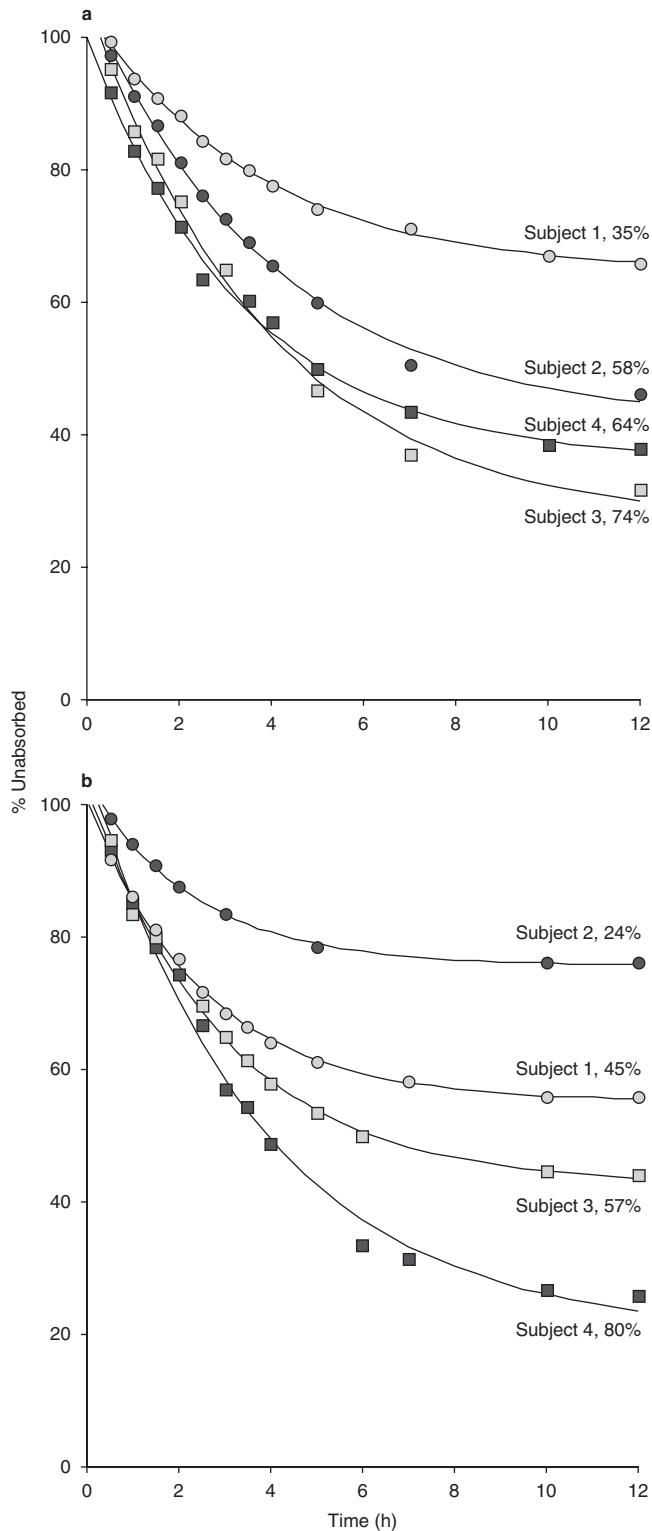 a
100
80
60
40
20
0
Subject 1, 35%
Subject 2, 58%
Subject 4, 64%
Subject 3, 74%
0 2 4 6 8 10 12
% Unabsorbed
b
100
80
60
40
20
0
Subject 2, 24%
Subject 1, 45%
Subject 3, 57%
Subject 4, 80%
0 2 4 6 8 10 12
Time (h)